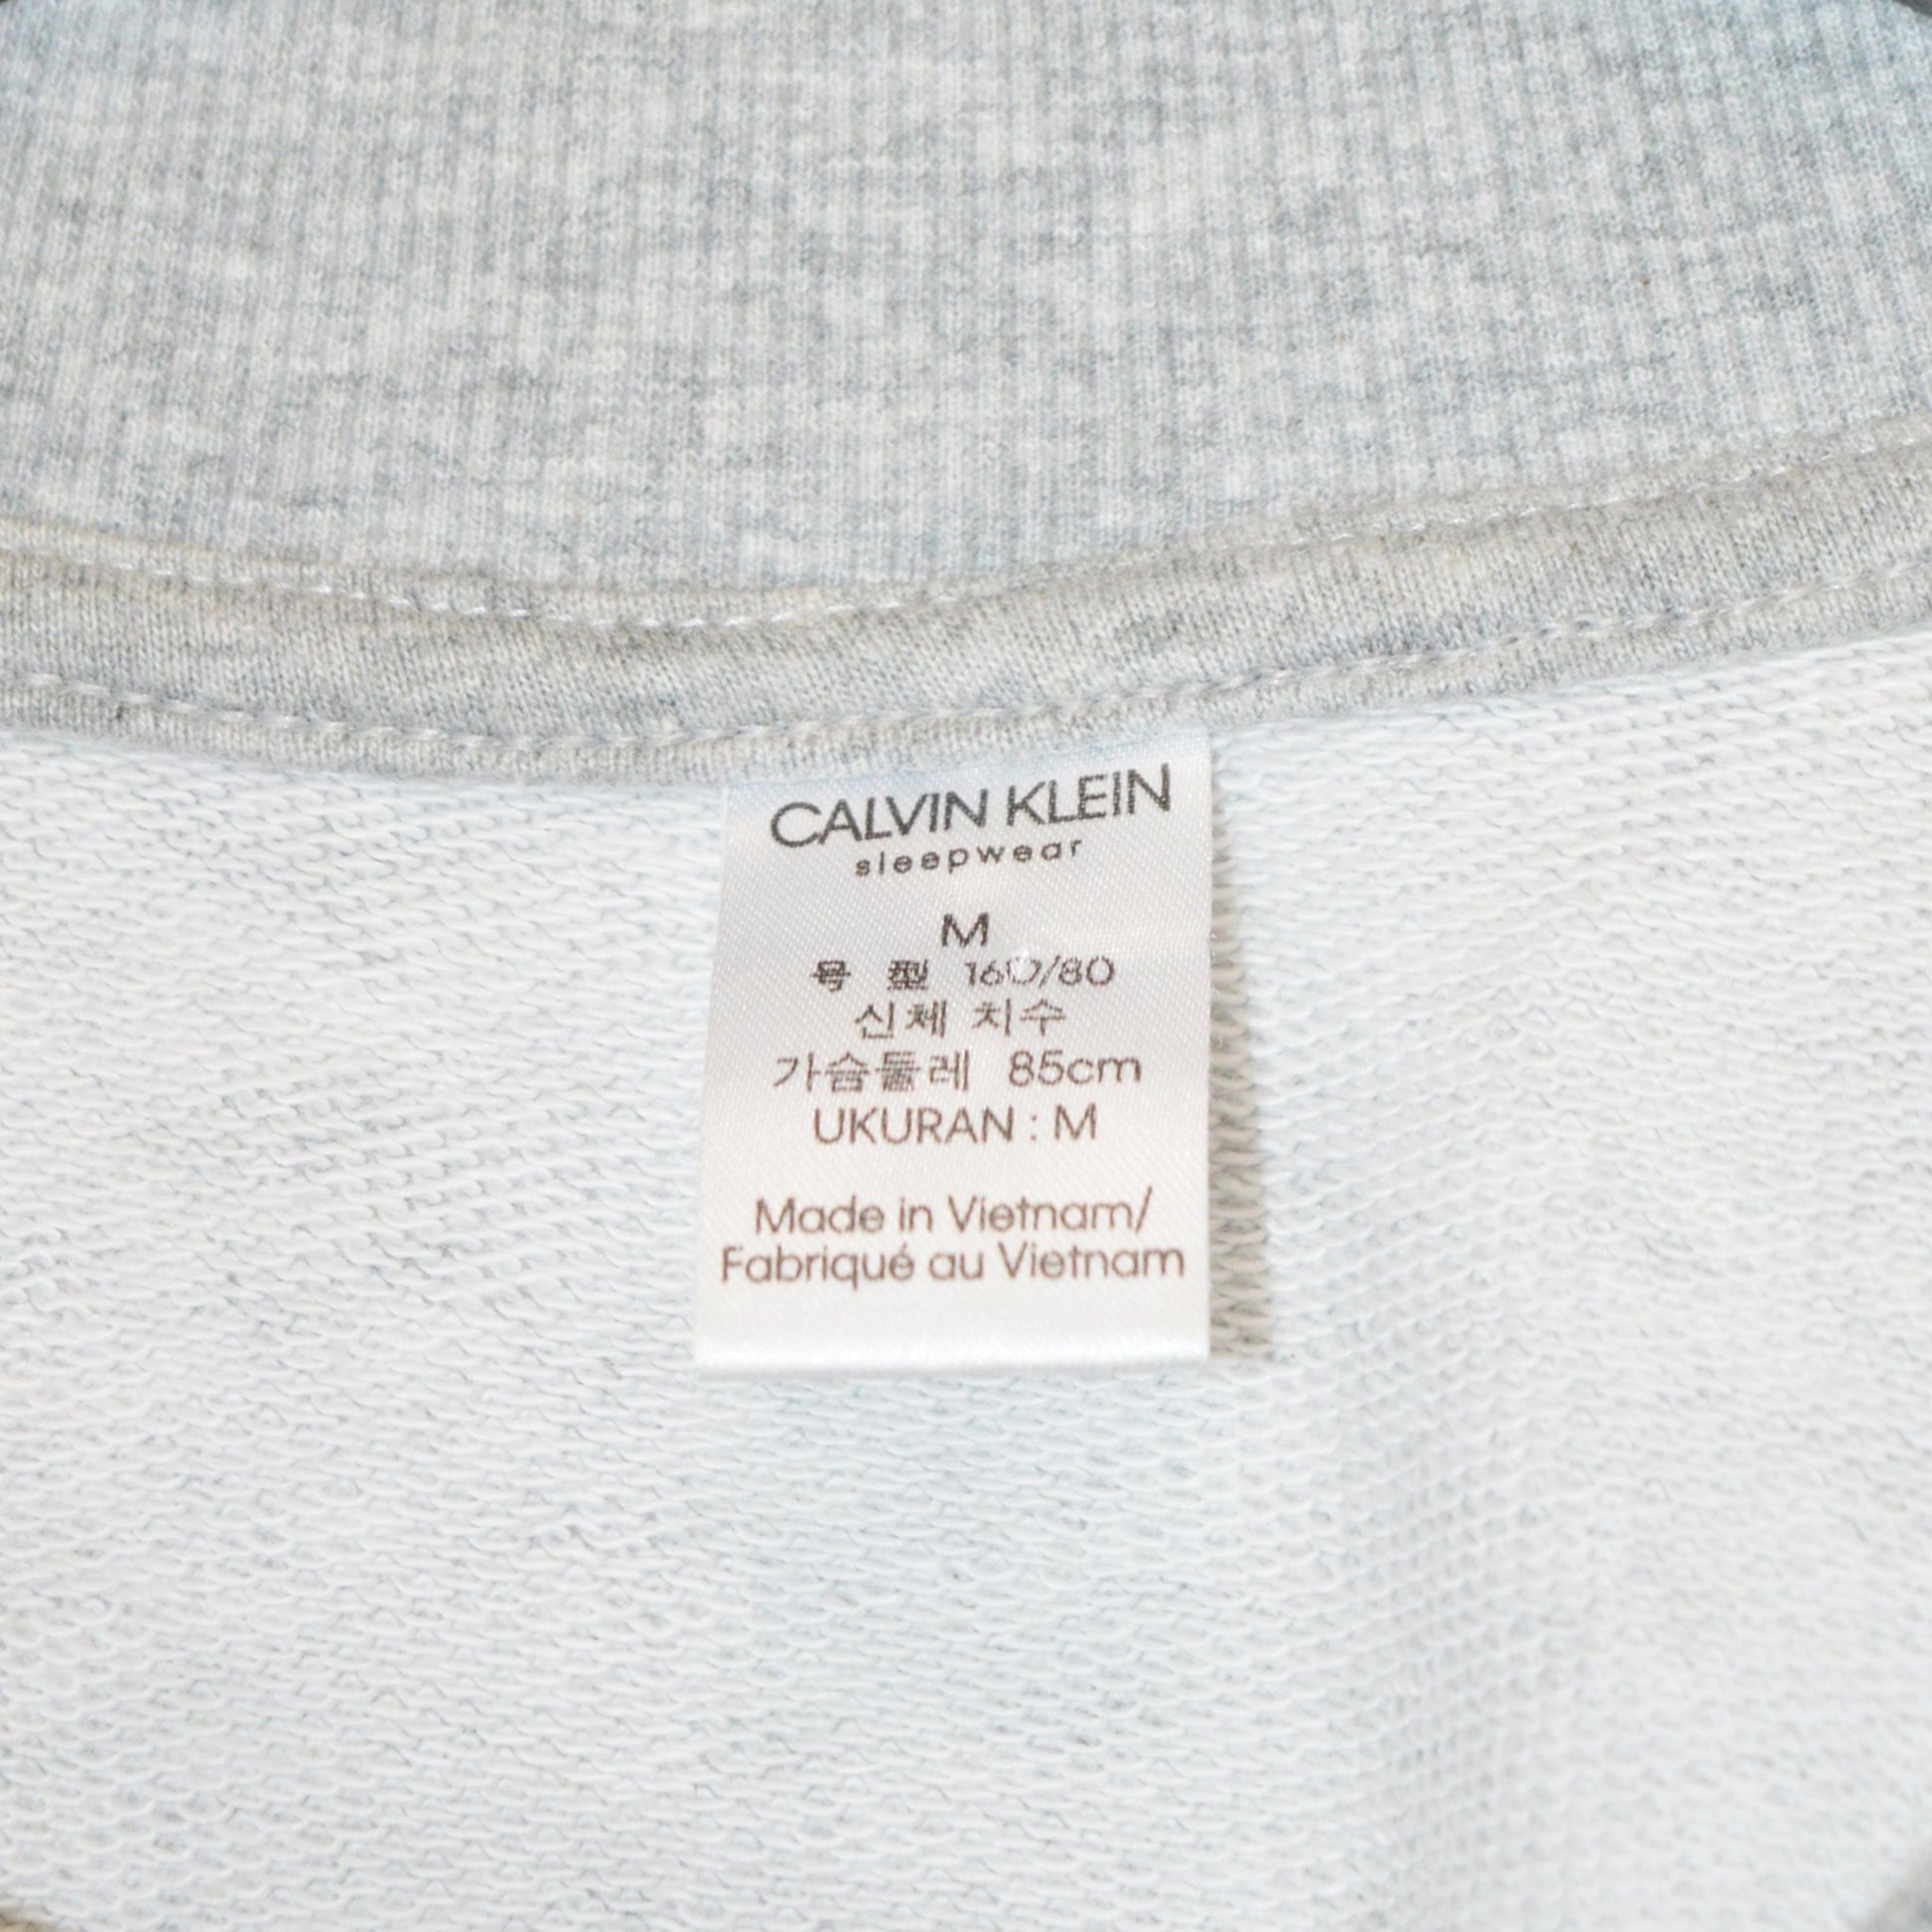 CALVIN KLEIN
sleepwear
M
号 型 160/80
신체 치수
가슴둘레 85cm
UKURAN : M
Made in Vietnam/
Fabriqué au Vietnam